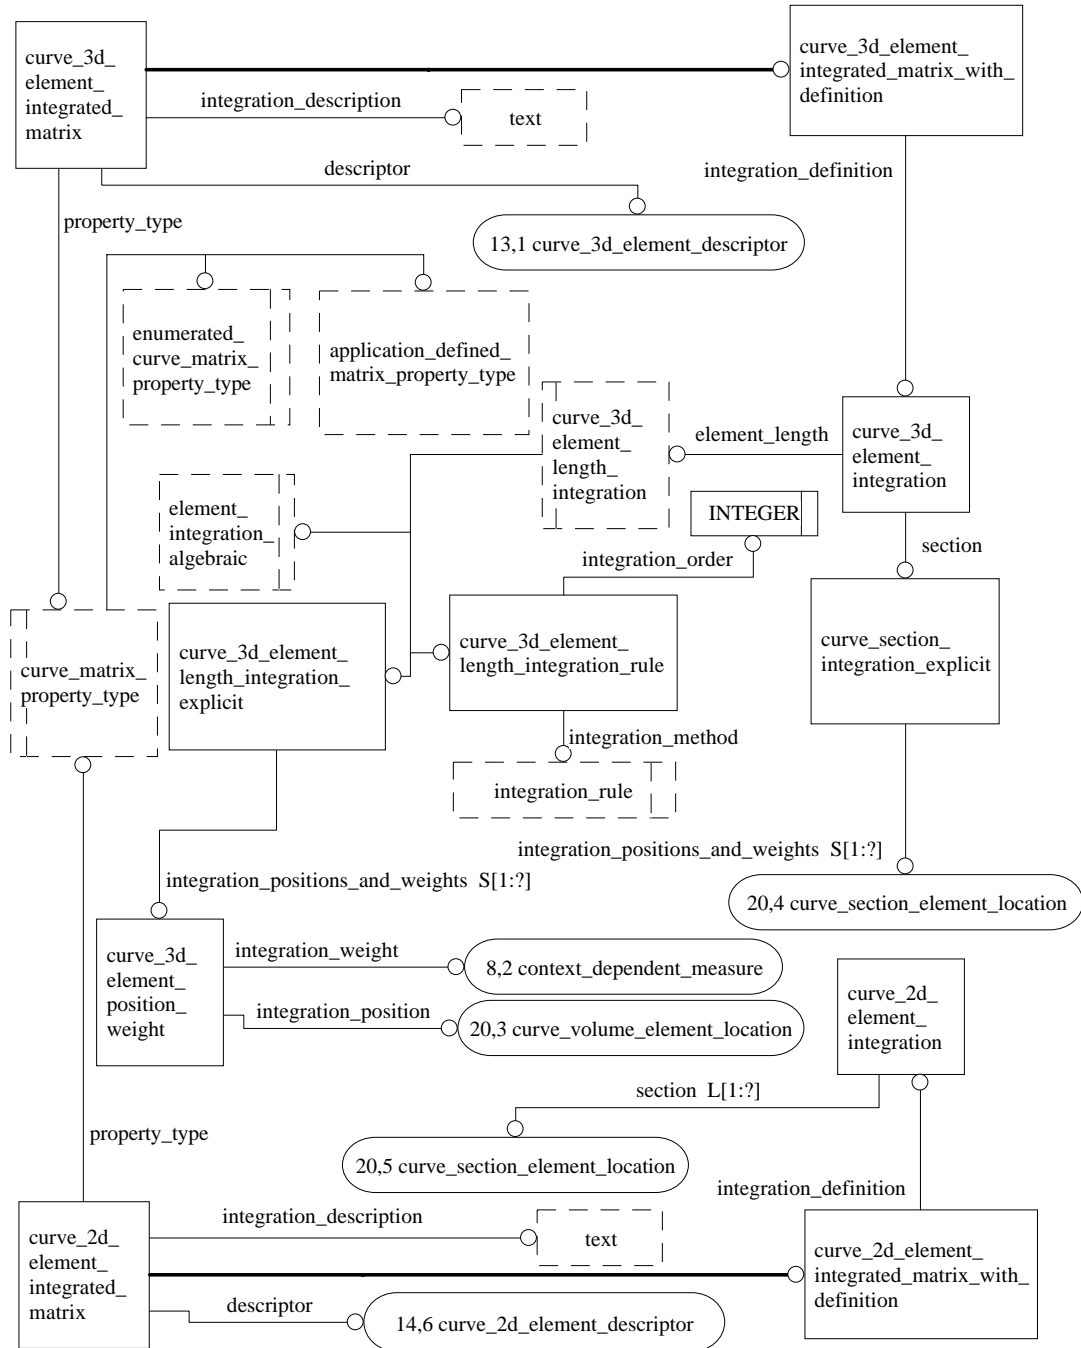 curve_3d_
element_
integrated_
matrix
curve_3d_element_
integrated_matrix_with_
definition
integration_description
text
descriptor
integration_definition
property_type
13,1 curve_3d_element_descriptor
enumerated_
curve_matrix_
property_type
application_defined_
matrix_property_type
curve_3d_
element_
length_
integration
element_length
curve_3d_
element_
integration
element_
integration_
algebraic
INTEGER
integration_order
section
curve_matrix_
property_type
curve_3d_element_
length_integration_
explicit
curve_3d_element_
length_integration_rule
curve_section_
integration_explicit
integration_method
integration_rule
integration_positions_and_weights S[1:?]
integration_positions_and_weights S[1:?]
20,4 curve_section_element_location
curve_3d_
element_
position_
weight
integration_weight
8,2 context_dependent_measure
integration_position
20,3 curve_volume_element_location
curve_2d_
element_
integration
section L[1:?]
property_type
20,5 curve_section_element_location
integration_definition
curve_2d_
element_
integrated_
matrix
integration_description
text
curve_2d_element_
integrated_matrix_with_
definition
descriptor
14,6 curve_2d_element_descriptor